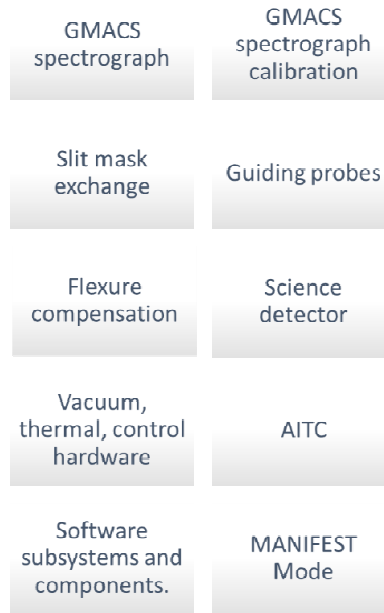 GMACS
spectrograph
GMACS
spectrograph
calibration
Slit mask
exchange
Guiding probes
Flexure
compensation
Science
detector
Vacuum,
thermal, control
hardware
AITC
Software
subsystems and
components.
MANIFEST
Mode